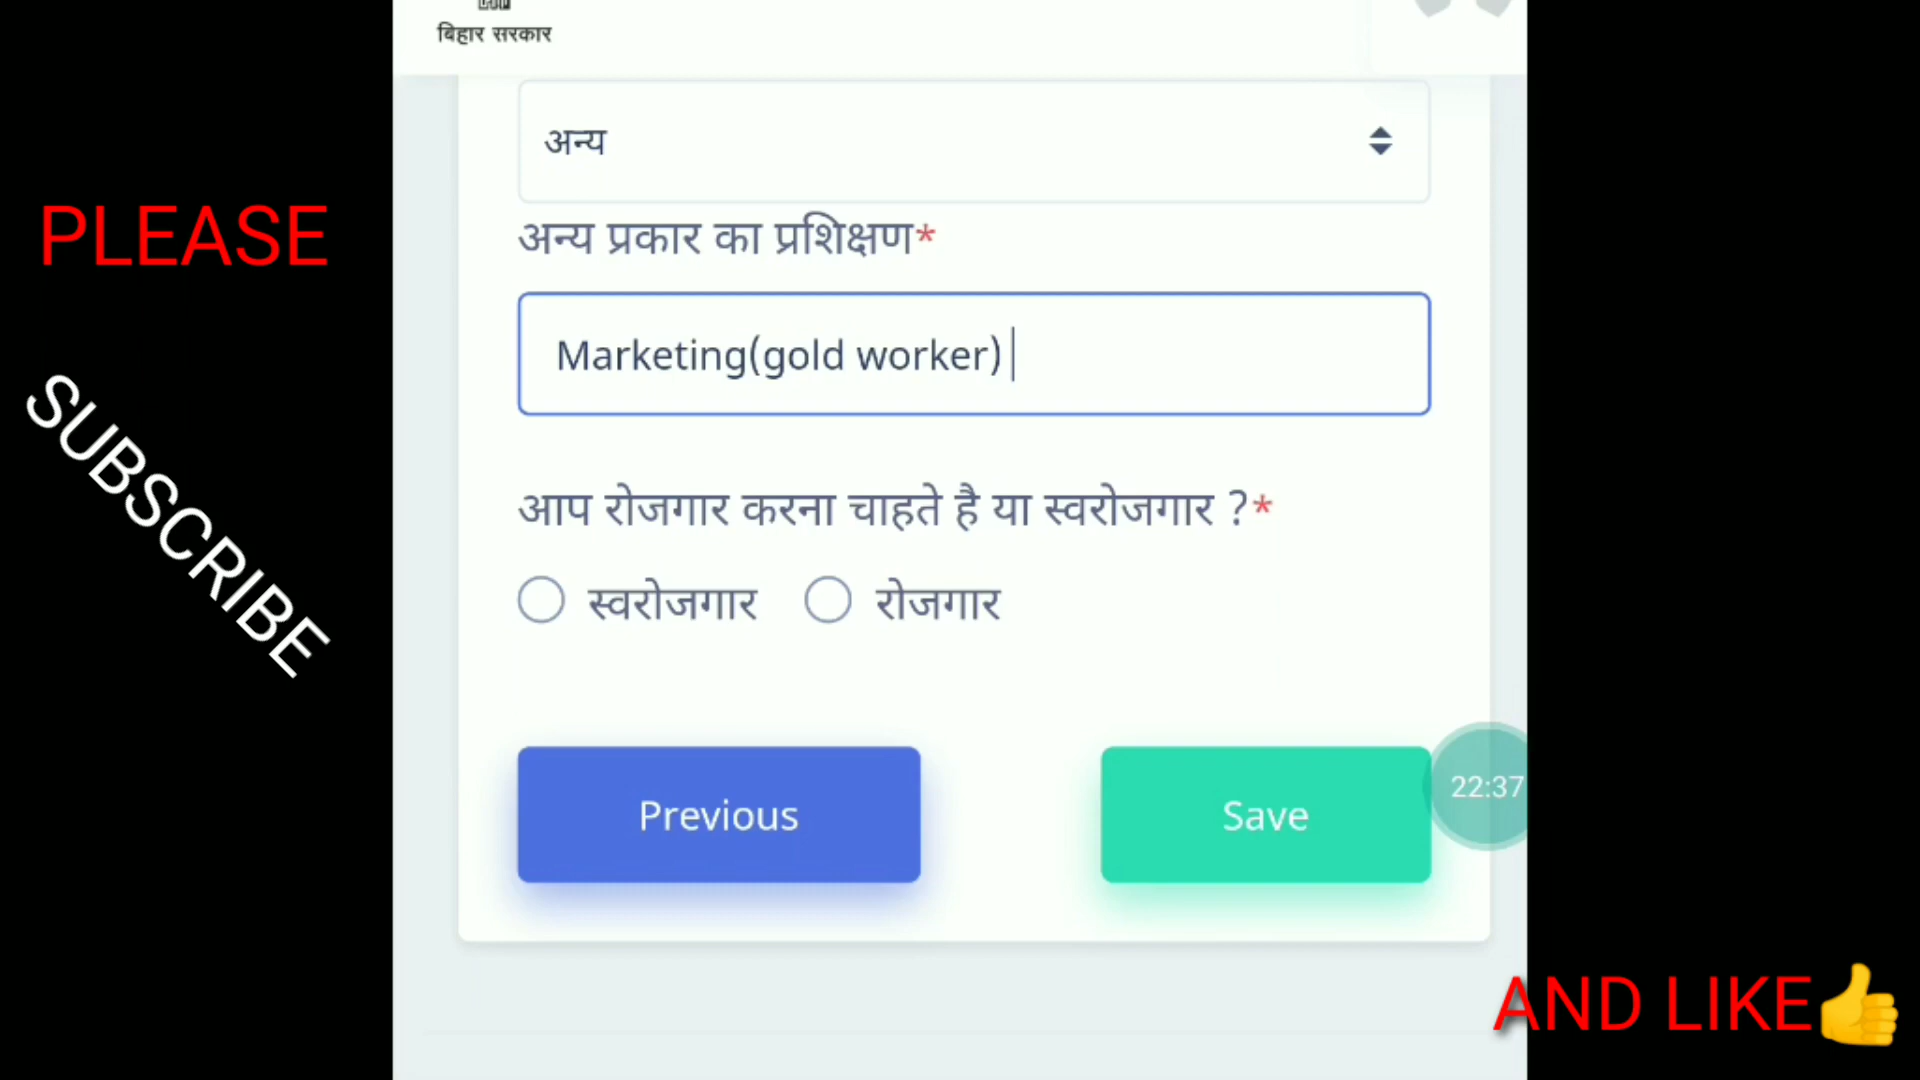 बिहार सरकार
अन्य
अन्य प्रकार का प्रशिक्षण*
Marketing(gold worker)
आप रोजगार करना चाहते है या स्वरोजगार ?*
स्वरोजगार रोजगार
Previous Save
22:37
PLEASE
SUBSCRIBE
AND LIKE👍